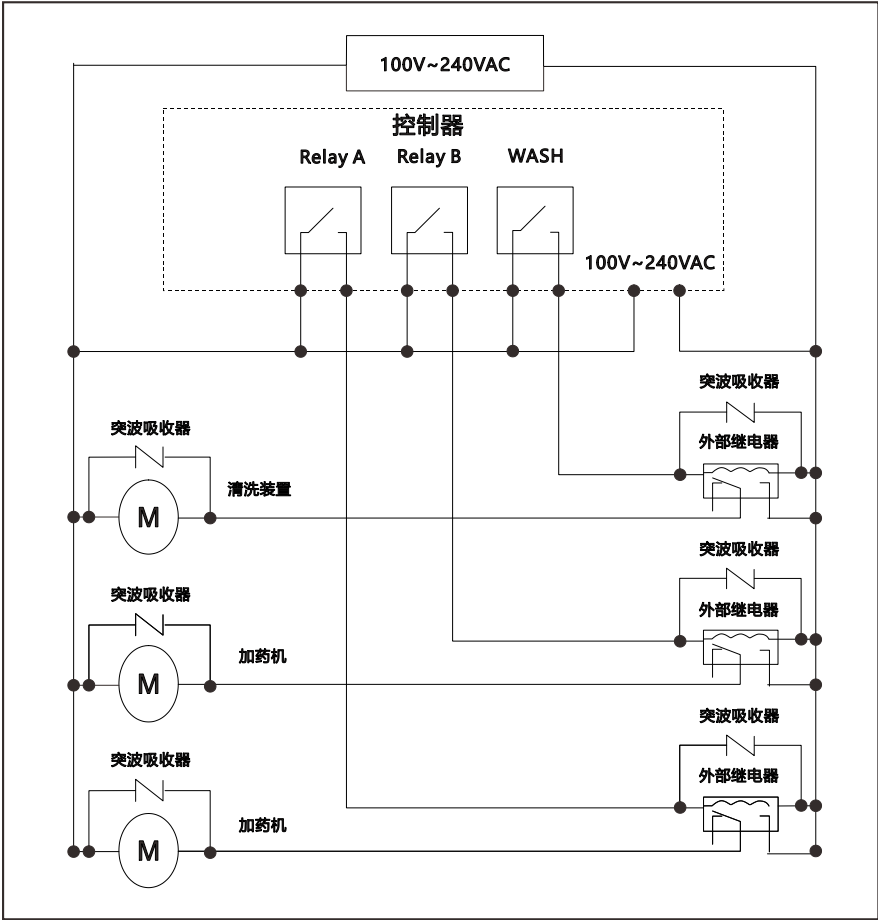 100V~240VAC
控制器
Relay A
Relay B
WASH
100V~240VAC
突波吸收器
外部继电器
突波吸收器
清洗装置
M
突波吸收器
外部继电器
突波吸收器
加药机
M
突波吸收器
外部继电器
突波吸收器
加药机
M